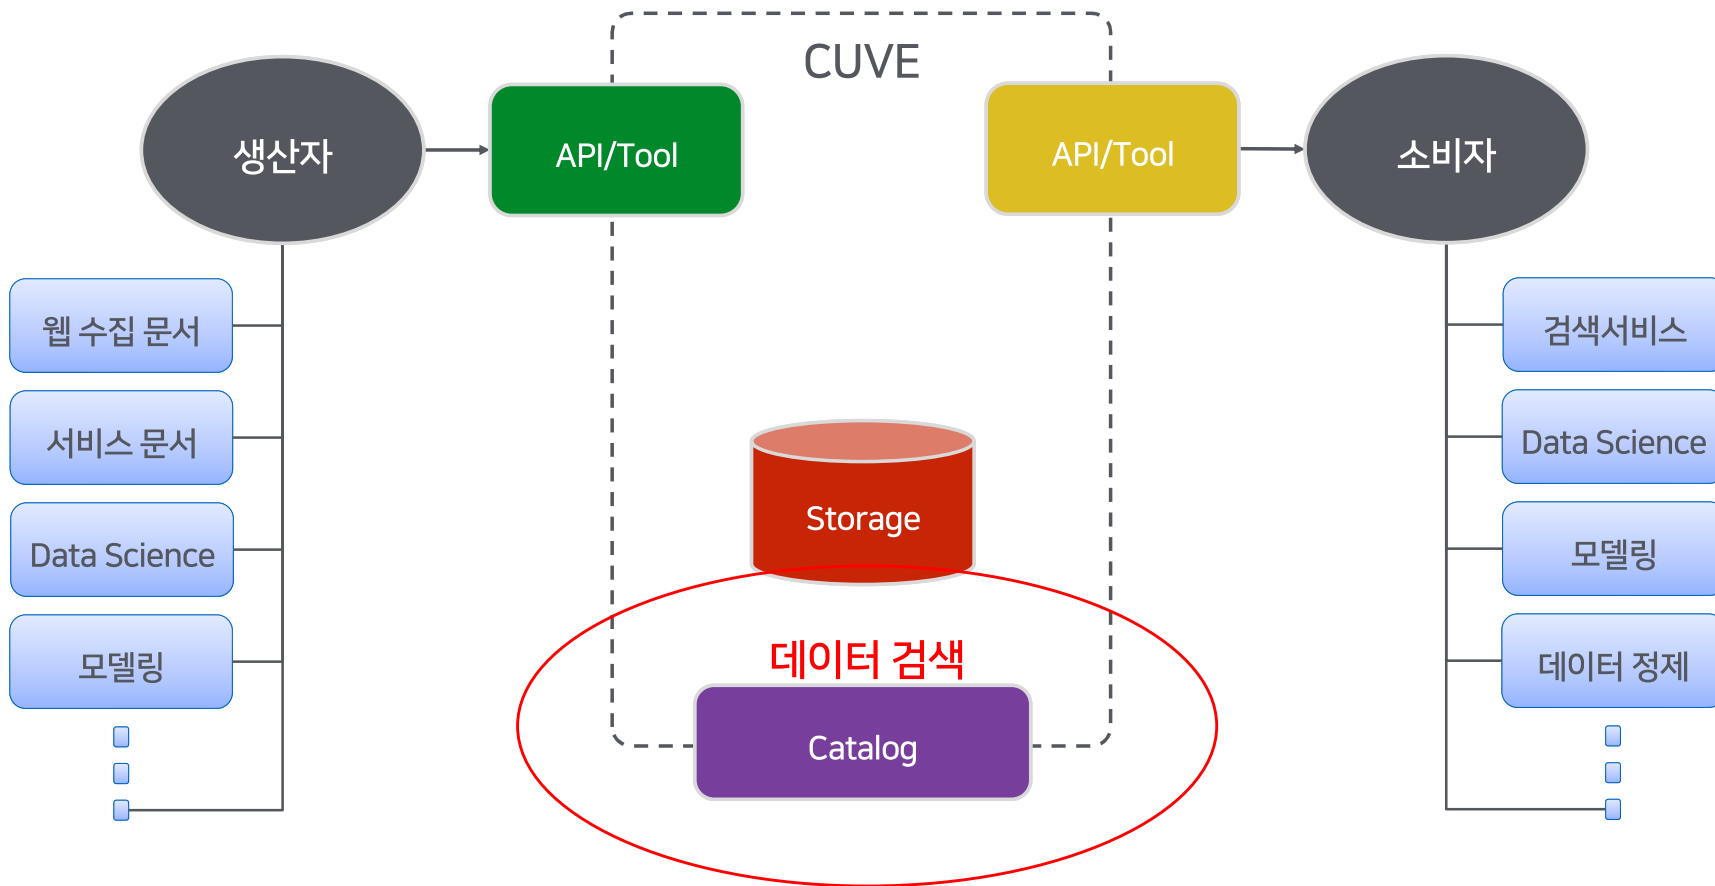 CUVE
생산자
API/Tool
API/Tool
소비자
웹 수집 문서
서비스 문서
Data Science
모델링
Storage
데이터 검색
Catalog
검색서비스
Data Science
모델링
데이터 정제